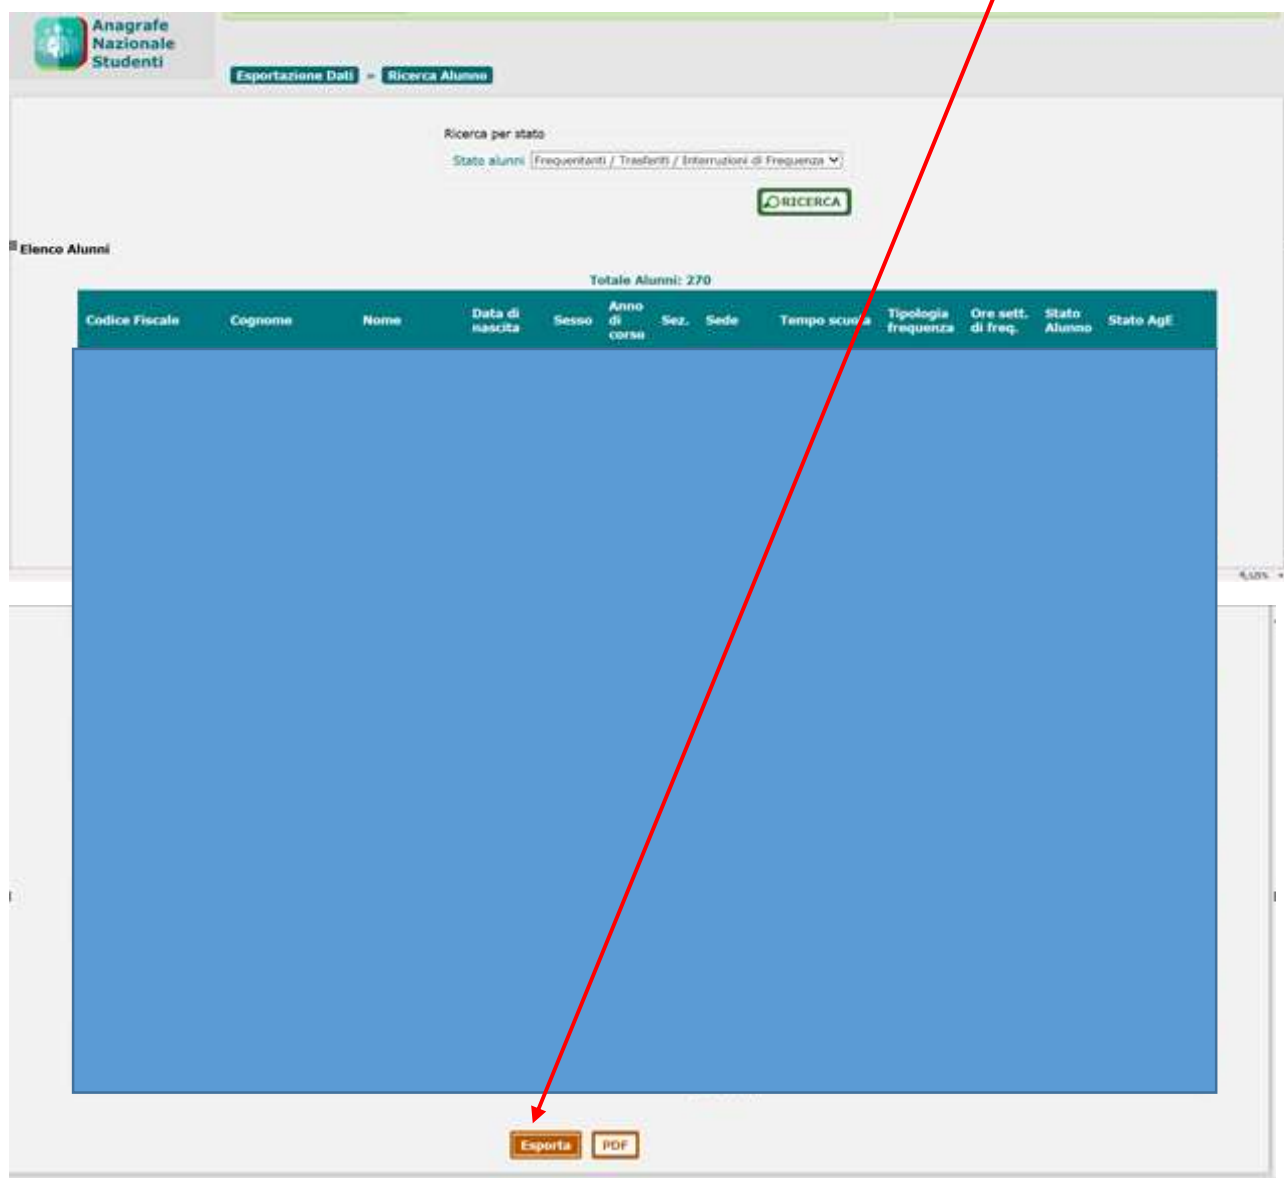 Anagrafe
Nazionale
Studenti
Esportazione Dati » Ricerca Alunno
Ricerca per stato
Stato alunni Frequentanti / Trasferiti / Interruzioni di Frequenza
RICERCA
Elenco Alunni
Totale Alunni: 270
Codice Fiscale Cognome Nome Data di nascita Sesso Anno di corso Sez. Sede Tempo scuola Tipologia frequenza Ore sett. di freq. Stato Alunno Stato AgE
Esporta PDF